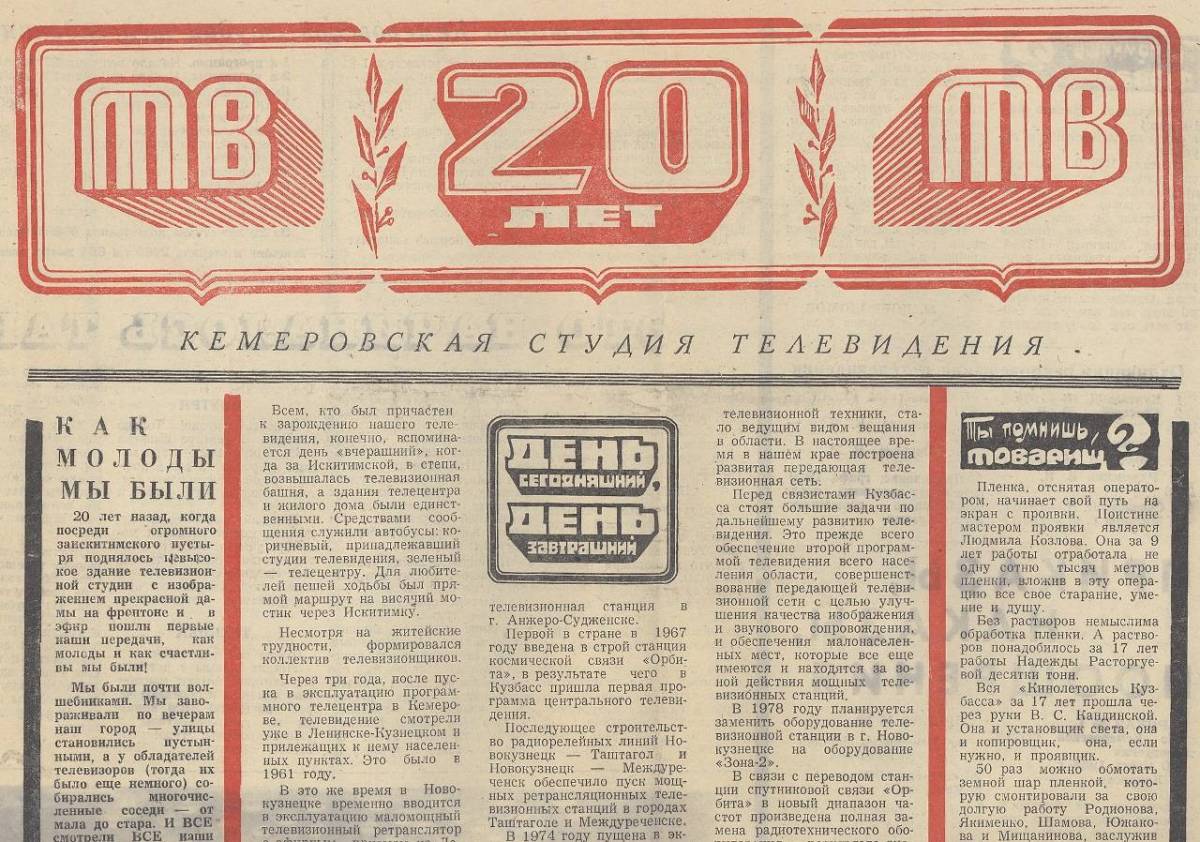 ТВ
20
ЛЕТ
ТВ
КЕМЕРОВСКАЯ СТУДИЯ ТЕЛЕВИДЕНИЯ
КАК
МОЛОДЫ
МЫ БЫЛИ
20 лет назад, когда
посреди огромного
заискитимского пусты-
ря поднялось невысо-
кое здание телевизион-
ной студии с изобра-
жением прекрасной да-
мы на фронтоне и в
эфир пошли первые
наши передачи, как
молоды и как счастли-
вы мы были!
Мы были почти вол-
шебниками. Мы заво-
раживали по вечерам
наш город — улицы
становились пустын-
ными, а у обладателей
телевизоров (тогда их
было еще немного) со-
бирались многочис-
ленные соседи — от
мала до стара. И ВСЕ
смотрели ВСЕ наши
Всем, кто был причастен
к зарождению нашего теле-
видения, конечно, вспомина-
ется день «вчерашний», ког-
да за Искитимской, в степи,
возвышалась телевизионная
башня, а здания телецентра
и жилого дома были единст-
венными. Средствами сооб-
щения служили автобусы: ко-
ричневый, принадлежавший
студии телевидения, зеленый
— телецентру. Для любите-
лей пешей ходьбы был пря-
мой маршрут на висячий мо-
стик через Искитимку.
Несмотря на житейские
трудности, формировался
коллектив телевизионщиков.
Через три года, после пус-
ка в эксплуатацию програм-
много телецентра в Кемеро-
ве, телевидение смотрели
уже в Ленинске-Кузнецком и
прилежащих к нему населен-
ных пунктах. Это было в
1961 году.
В это же время в Ново-
кузнецке временно вводится
в эксплуатацию маломощный
телевизионный ретранслятор
ДЕНЬ
СЕГОДНЯШНИЙ,
ДЕНЬ
ЗАВТРАШНИЙ
телевизионная станция в
г. Анжеро-Судженске.
Первой в стране в 1967
году введена в строй станция
космической связи «Орби-
та», в результате чего в
Кузбасс пришла первая про-
грамма центрального телеви-
дения.
Последующее строительст-
во радиорелейных линий Но-
вокузнецк — Таштагол и
Новокузнецк — Междуре-
ченск обеспечило пуск мощ-
ных ретрансляционных теле-
визионных станций в городах
Таштаголе и Междуреченске.
В 1974 году пущена в эк-
телевизионной техники, ста-
ло ведущим видом вещания
в области. В настоящее вре-
мя в нашем крае построена
развитая передающая теле-
визионная сеть.
Перед связистами Кузбас-
са стоят большие задачи по
дальнейшему развитию теле-
видения. Это прежде всего
обеспечение второй програм-
мой телевидения всего насе-
ления области, совершенст-
вование передающей телеви-
зионной сети с целью улуч-
шения качества изображения
и звукового сопровождения,
и обеспечения малонаселен-
ных мест, которые все еще
имеются и находятся за зо-
ной действия мощных теле-
визионных станций.
В 1978 году планируется
заменить оборудование теле-
визионной станции в г. Ново-
кузнецке на оборудование
«Зона-2».
В связи с переводом стан-
ции спутниковой связи «Ор-
бита» в новый диапазон ча-
стот произведена полная за-
мена радиотехнического обо-
Ты помнишь,
товарищ?
Пленка, отснятая операто-
ром, начинает свой путь на
экран с проявки. Поистине
мастером проявки является
Людмила Козлова. Она за 9
лет работы отработала не
одну сотню тысяч метров
пленки, вложив в эту опера-
цию все свое старание, уме-
ние и душу.
Без растворов немыслима
обработка пленки. А раство-
ров понадобилось за 17 лет
работы Надежды Расторгуе-
вой десятки тонн.
Вся «Кинолетопись Куз-
басса» за 17 лет прошла че-
рез руки В. С. Кандинской.
Она и установщик света, она
и копировщик, она, если
нужно, и проявщик.
50 раз можно обмотать
земной шар пленкой, кото-
рую смонтировали за свою
долгую работу Родионова,
Якименко, Шамова, Южако-
ва и Мищанинова, заслужив